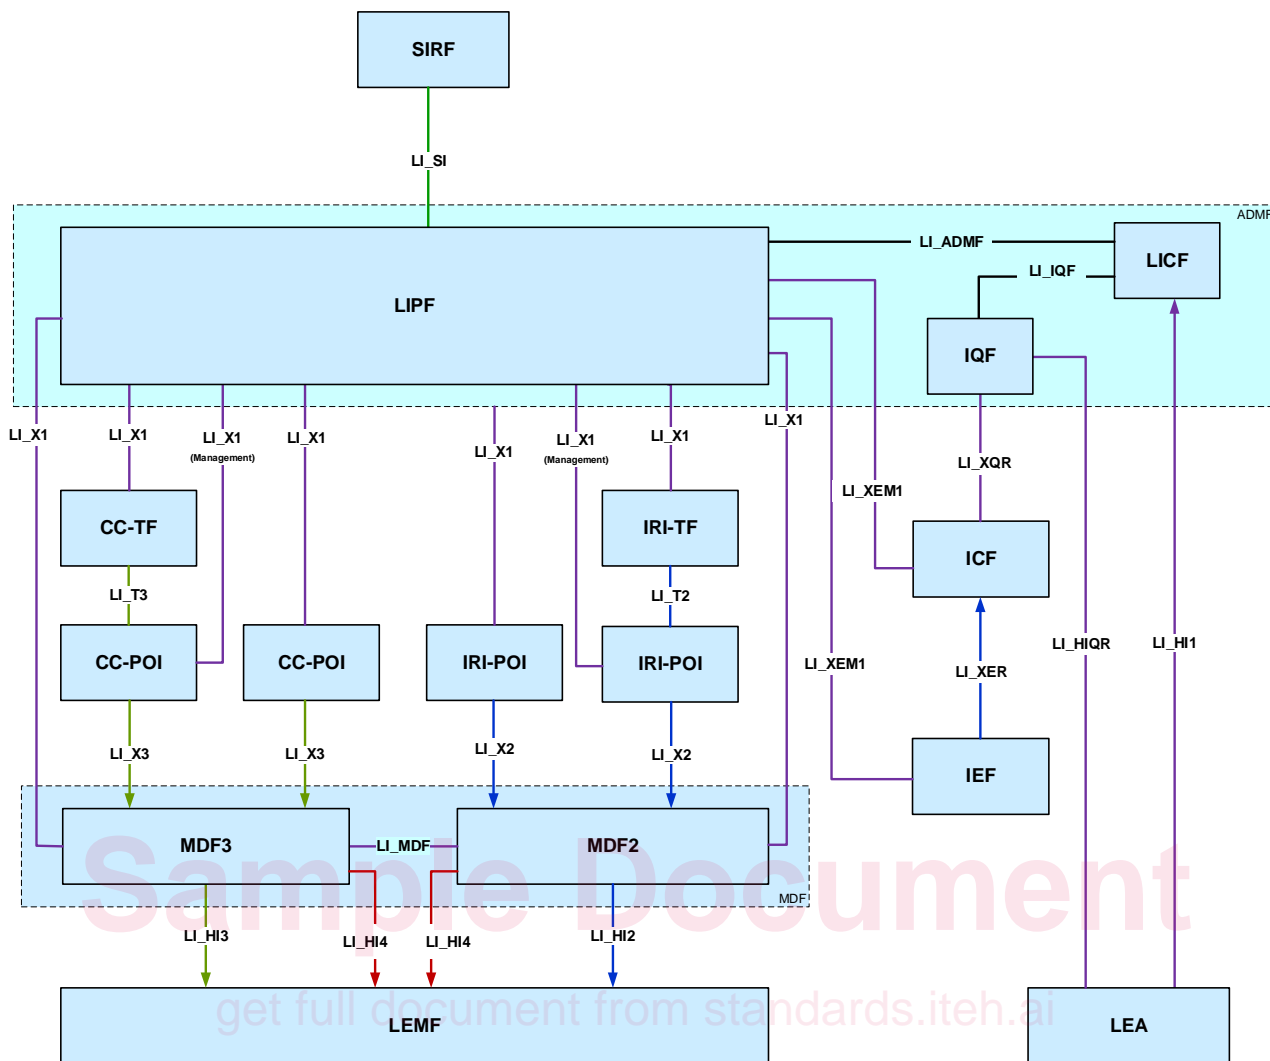 SIRF
LI_SI
ADMF
LI_ADMF
LICF
LI_IQF
LIPF
IQF
LI_X1
LI_X1
LI_X1
(Management)
LI_X1
LI_X1
LI_X1
(Management)
LI_X1
LI_X1
LI_XQR
LI_XEM1
CC-TF
IRI-TF
ICF
LI_T3
LI_T2
LI_HIQR
LI_HI1
CC-POI
CC-POI
IRI-POI
IRI-POI
LI_XEM1
LI_XER
LI_X3
LI_X3
LI_X2
LI_X2
IEF
MDF3
LI_MDF
MDF2
MDF
Sample Document
LI_HI3
LI_HI4
LI_HI4
LI_HI2
get full document from standards.iteh.ai
LEMF
LEA